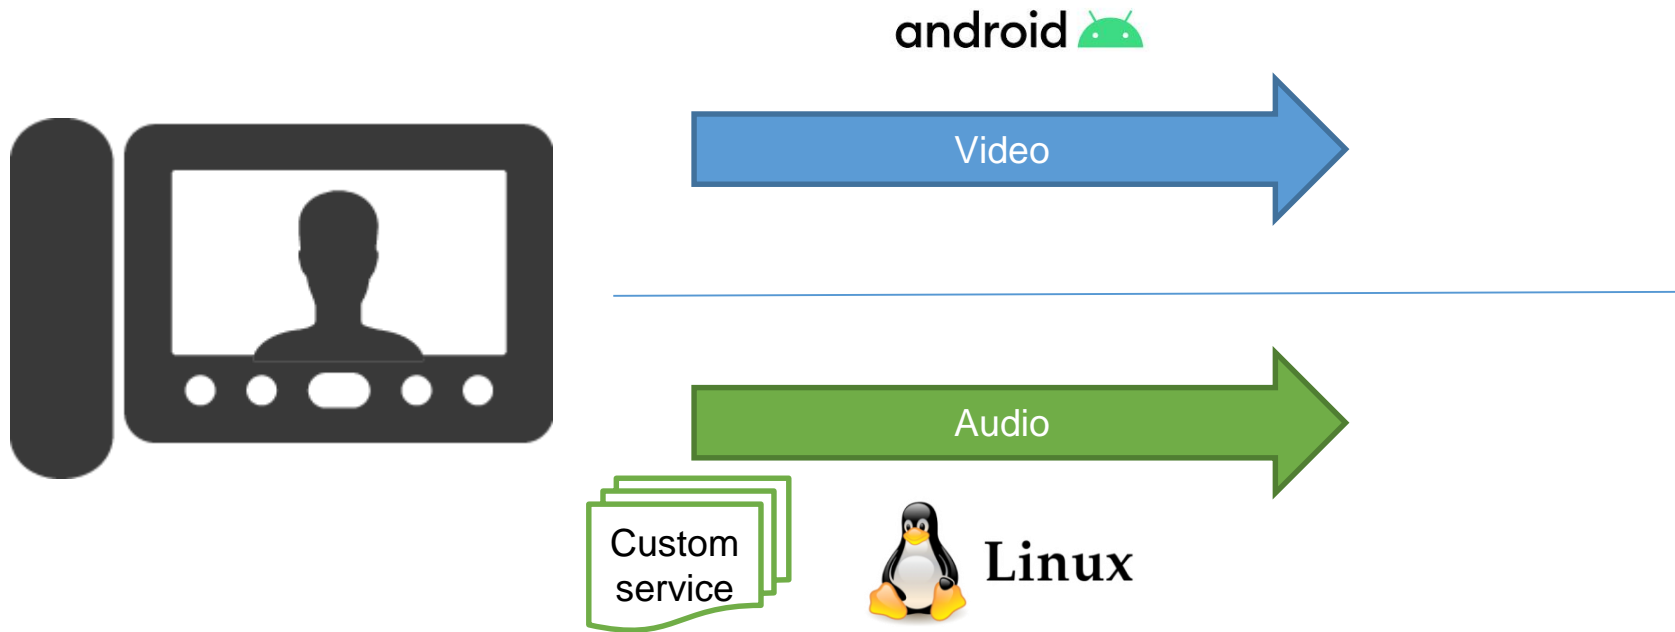 android
Video
Audio
Custom
service
Linux